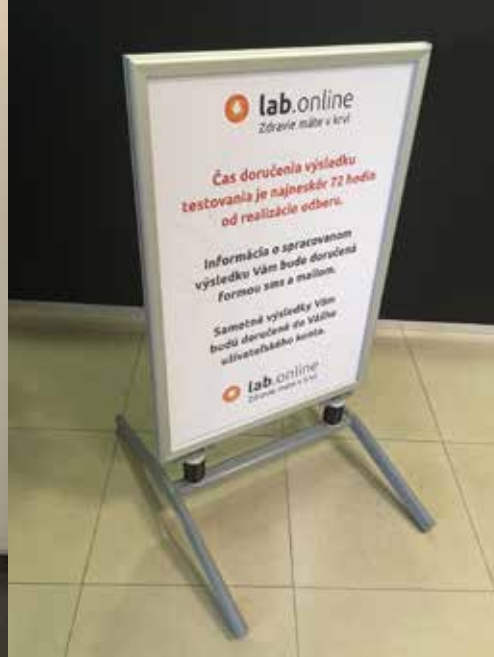 lab.online
Zdravie máte v krvi
Čas doručenia výsledku
testovania je najneskôr 72 hodín
od realizácie odberu.
Informácia o spracovanom
výsledku Vám bude doručená
formou sms a mailom.
Samotné výsledky Vám
budú doručené do Vášho
užívateľského konta.
lab.online
Zdravie máte v krvi